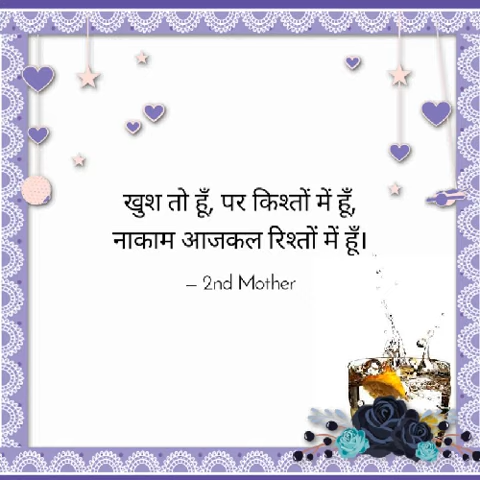 खुश तो हूँ, पर किश्तों में हूँ,
नाकाम आजकल रिश्तों में हूँ।
– 2nd Mother